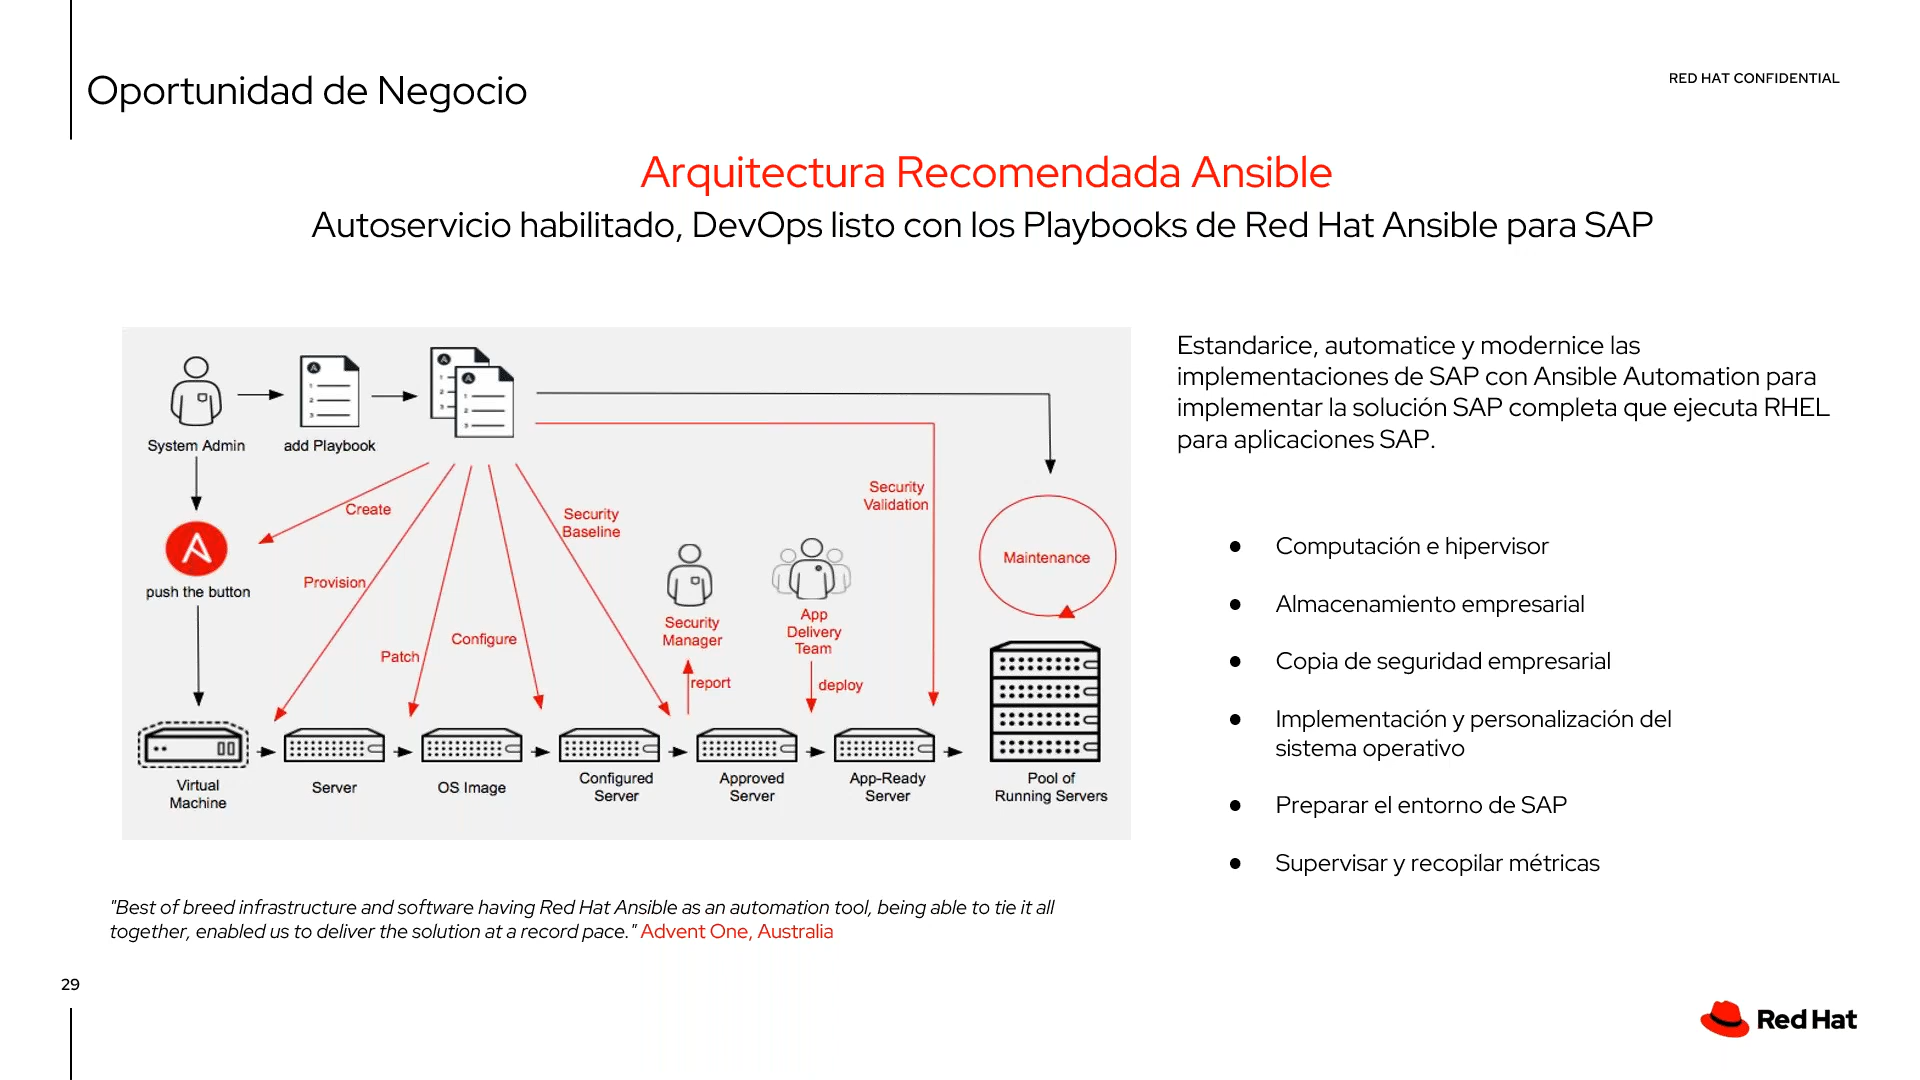 Oportunidad de Negocio
RED HAT CONFIDENTIAL
Arquitectura Recomendada Ansible
Autoservicio habilitado, DevOps listo con los Playbooks de Red Hat Ansible para SAP
System Admin
add Playbook
push the button
Create
Provision
Patch
Configure
Security
Baseline
Security
Manager
report
App
Delivery
Team
deploy
Security
Validation
Maintenance
Virtual
Machine
Server
OS Image
Configured
Server
Approved
Server
App-Ready
Server
Pool of
Running Servers
Estandarice, automatice y modernice las
implementaciones de SAP con Ansible Automation para
implementar la solución SAP completa que ejecuta RHEL
para aplicaciones SAP.
● Computación e hipervisor
● Almacenamiento empresarial
● Copia de seguridad empresarial
● Implementación y personalización del
sistema operativo
● Preparar el entorno de SAP
● Supervisar y recopilar métricas
"Best of breed infrastructure and software having Red Hat Ansible as an automation tool, being able to tie it all
together, enabled us to deliver the solution at a record pace." Advent One, Australia
29
Red Hat